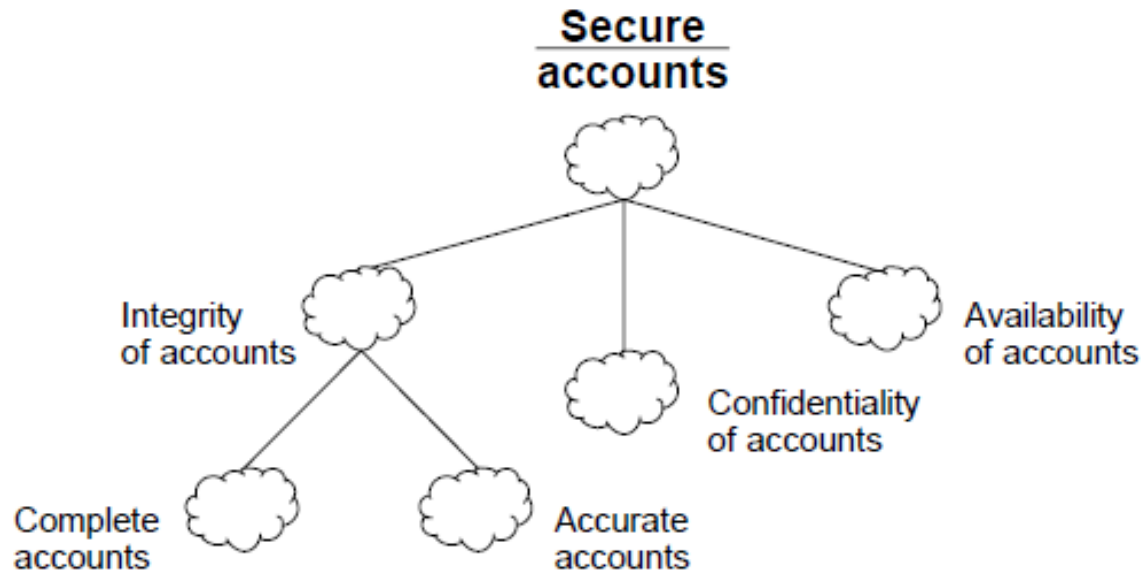 Secure
accounts
Integrity
of accounts
Availability
of accounts
Confidentiality
of accounts
Complete
accounts
Accurate
accounts